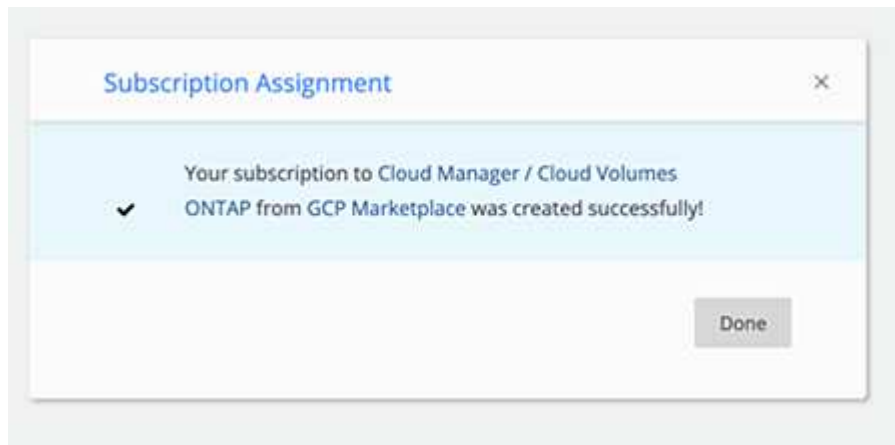 Subscription Assignment
Your subscription to Cloud Manager / Cloud Volumes
ONTAP from GCP Marketplace was created successfully!
Done